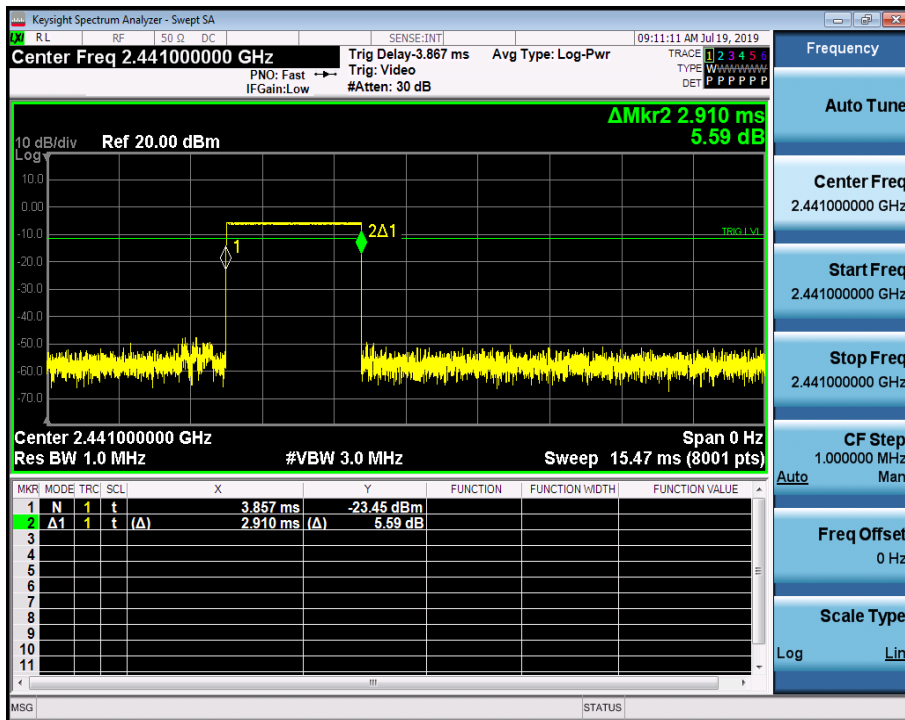 Keysight Spectrum Analyzer - Swept SA
LXI RL RF 50 Ω DC SENSE:INT 09:11:11 AM Jul 19, 2019
Center Freq 2.441000000 GHz
PNO: Fast
IFGain:Low
Trig Delay-3.867 ms
Trig: Video
#Atten: 30 dB
Avg Type: Log-Pwr
TRACE 1 2 3 4 5 6
TYPE WWWWWW
DET P P P P P P
ΔMkr2 2.910 ms
5.59 dB
10 dB/div
Log
Ref 20.00 dBm
10.0
0.00
-10.0
-20.0
-30.0
-40.0
-50.0
-60.0
-70.0
1
2Δ1
TRIG LVL
Center 2.441000000 GHz Span 0 Hz
Res BW 1.0 MHz #VBW 3.0 MHz Sweep 15.47 ms (8001 pts)
MKR MODE TRC SCL X Y FUNCTION FUNCTION WIDTH FUNCTION VALUE
1 N 1 t 3.857 ms -23.45 dBm
2 Δ1 1 t (Δ) 2.910 ms (Δ) 5.59 dB
3
4
5
6
7
8
9
10
11
MSG STATUS
Frequency
Auto Tune
Center Freq
2.441000000 GHz
Start Freq
2.441000000 GHz
Stop Freq
2.441000000 GHz
CF Step
1.000000 MHz
Auto Man
Freq Offset
0 Hz
Scale Type
Log Lin